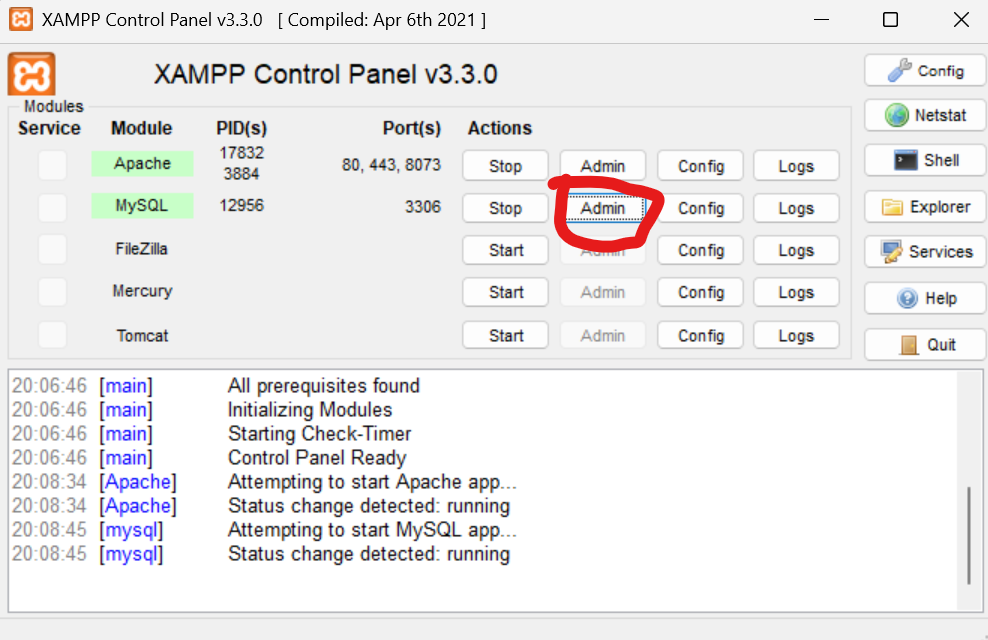 XAMPP Control Panel v3.3.0 [ Compiled: Apr 6th 2021 ]
XAMPP Control Panel v3.3.0
Config
Modules
Service Module PID(s) Port(s) Actions
Netstat
Apache 17832 3884 80, 443, 8073 Stop Admin Config Logs
Shell
MySQL 12956 3306 Stop Admin Config Logs
Explorer
FileZilla Start Admin Config Logs
Services
Mercury Start Admin Config Logs
Help
Tomcat Start Admin Config Logs
Quit
20:06:46 [main] All prerequisites found
20:06:46 [main] Initializing Modules
20:06:46 [main] Starting Check-Timer
20:06:46 [main] Control Panel Ready
20:08:34 [Apache] Attempting to start Apache app...
20:08:34 [Apache] Status change detected: running
20:08:45 [mysql] Attempting to start MySQL app...
20:08:45 [mysql] Status change detected: running